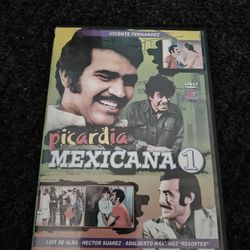 VICENTE FERNANDEZ
DVD
picardia
MEXICANA 1
LUIS DE ALBA - HECTOR SUAREZ - ADALBERTO MARTINEZ "RESORTES"